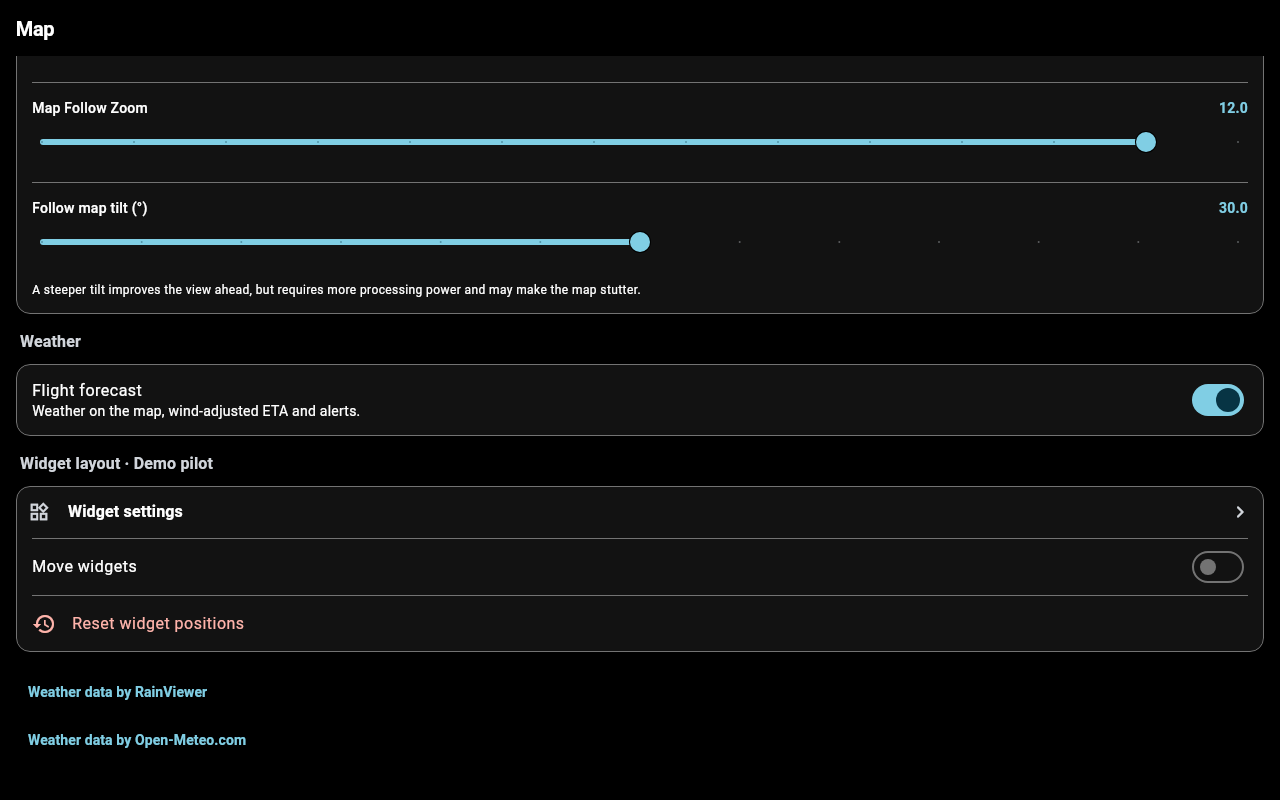 Map
Map Follow Zoom
12.0
Follow map tilt (°)
30.0
A steeper tilt improves the view ahead, but requires more processing power and may make the map stutter.
Weather
Flight forecast
Weather on the map, wind-adjusted ETA and alerts.
Widget layout · Demo pilot
Widget settings
Move widgets
Reset widget positions
Weather data by RainViewer
Weather data by Open-Meteo.com